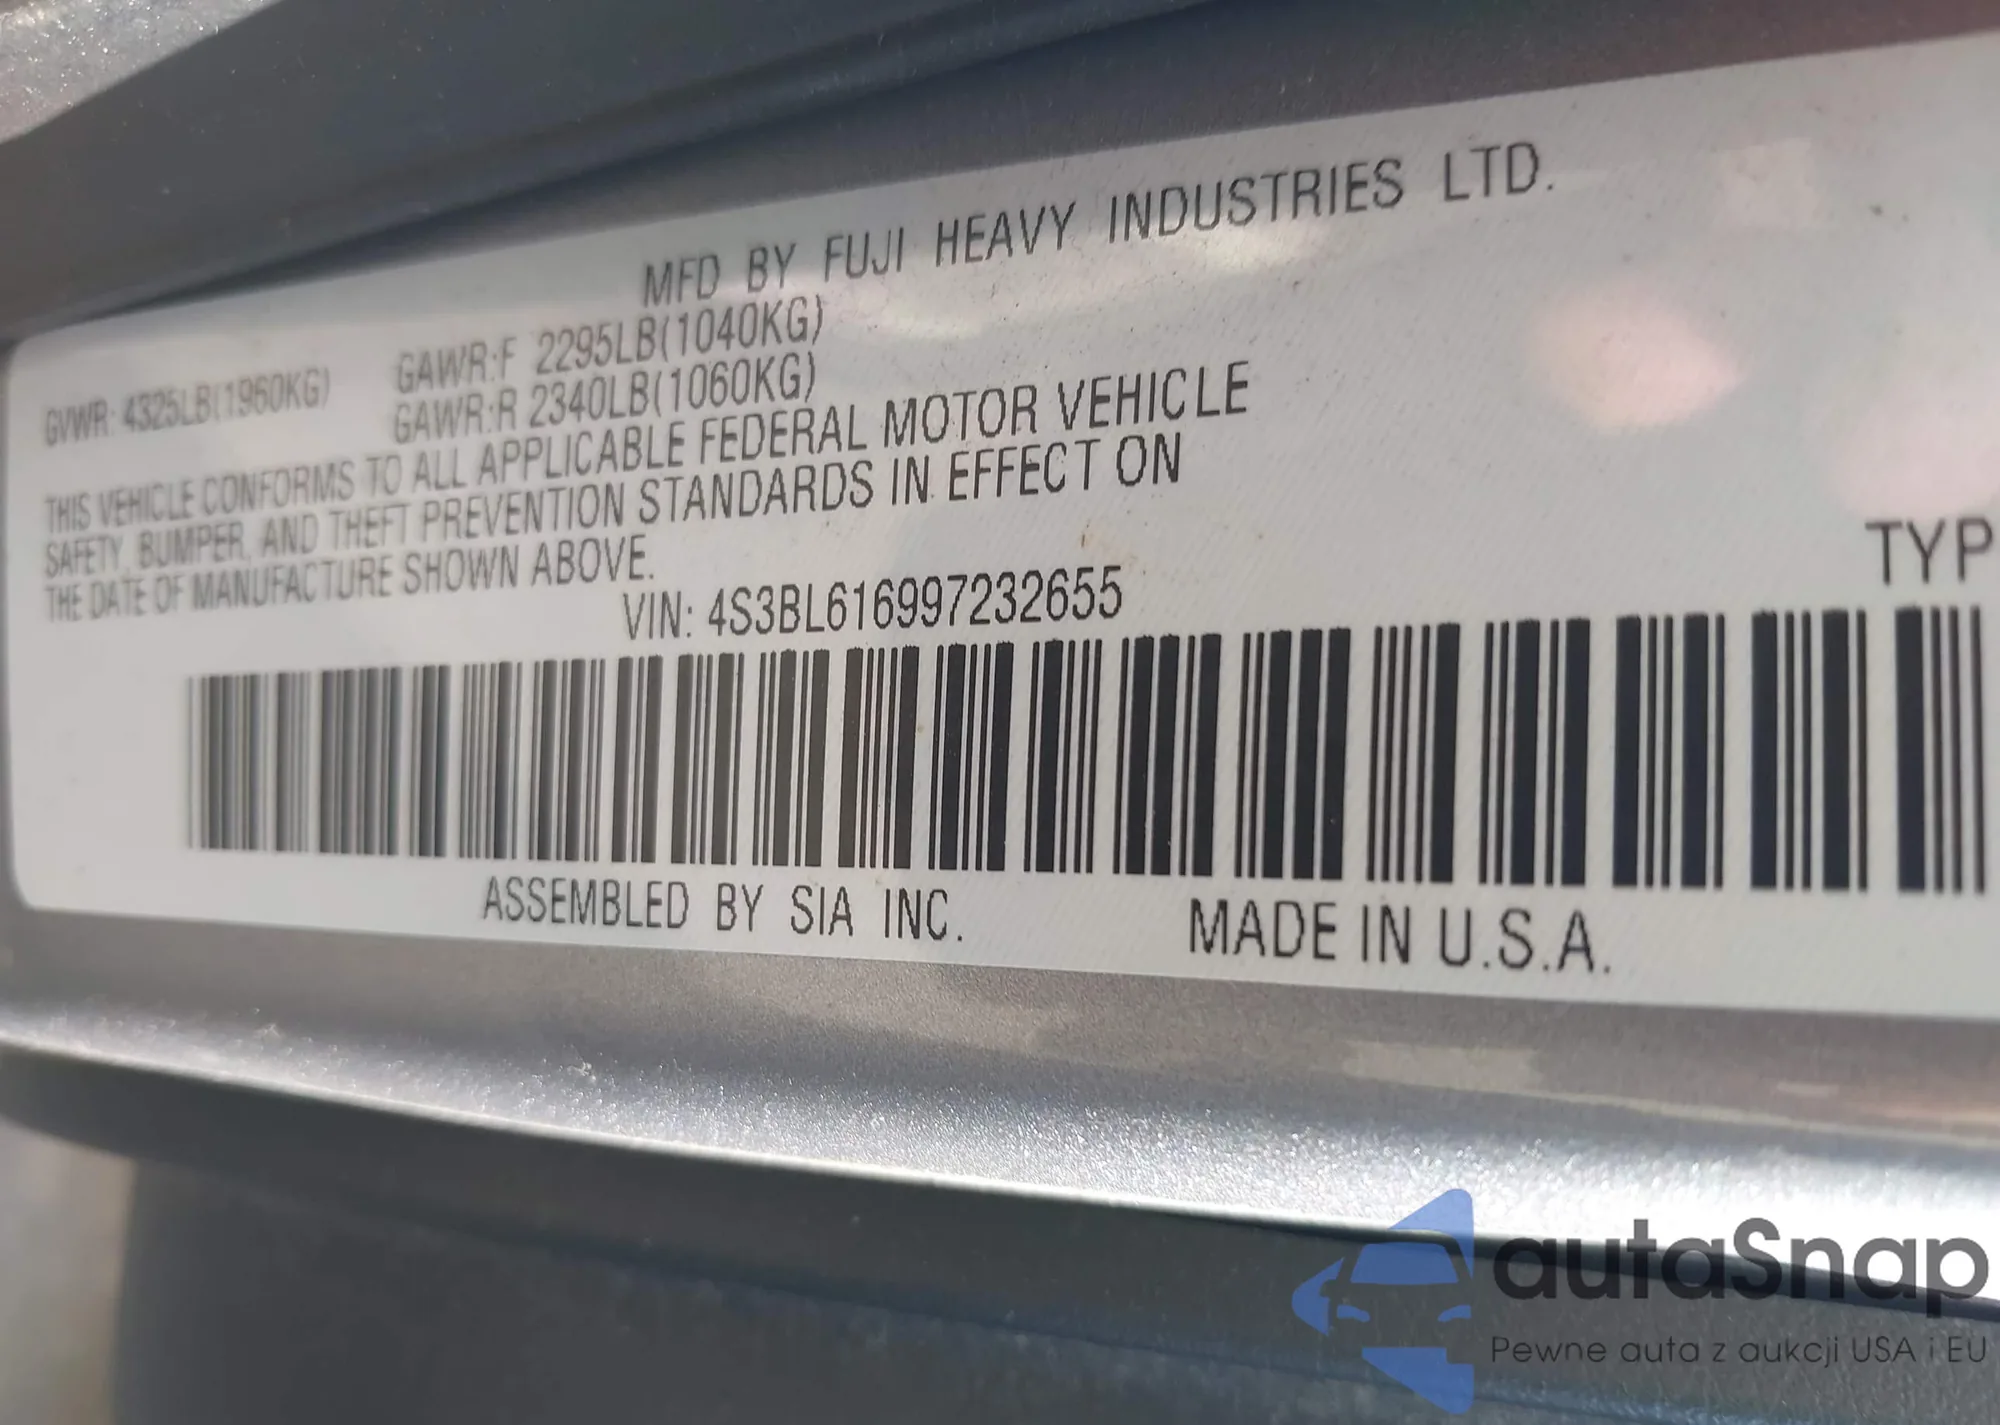 MFD BY FUJI HEAVY INDUSTRIES LTD.
GVWR: 4325LB(1960KG) GAWR:F 2295LB(1040KG)
GAWR:R 2340LB(1060KG)
THIS VEHICLE CONFORMS TO ALL APPLICABLE FEDERAL MOTOR VEHICLE
SAFETY, BUMPER, AND THEFT PREVENTION STANDARDS IN EFFECT ON
THE DATE OF MANUFACTURE SHOWN ABOVE.
VIN: 4S3BL616997232655
TYP
ASSEMBLED BY SIA INC. MADE IN U.S.A.
autaSnap
Pewne auta z aukcji USA i EU